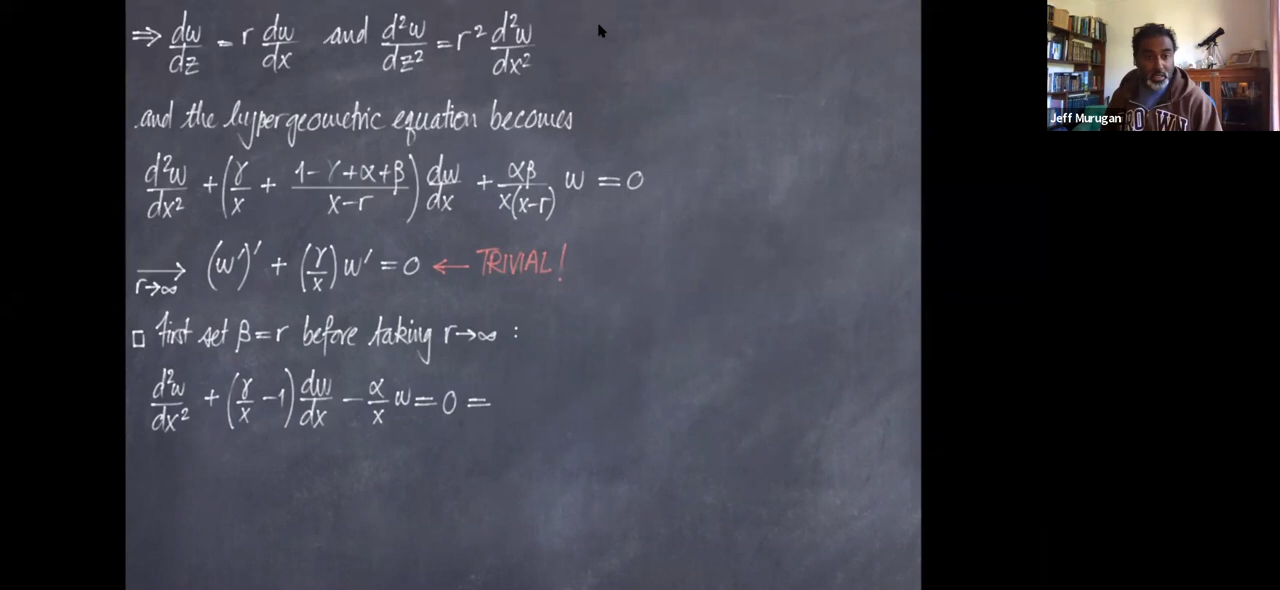 ⇒ dw/dz = r dw/dx and d²w/dz² = r² d²w/dx²
and the hypergeometric equation becomes
d²w/dx² + (γ/x + (1-γ+α+β)/(x-r)) dw/dx + αβ/(x(x-r)) w = 0
→ r→∞ (w')' + (γ/x) w' = 0 ← TRIVIAL!
□ first set β=r before taking r→∞ :
d²w/dx² + (γ/x - 1) dw/dx - α/x w = 0 =
Jeff Murugan